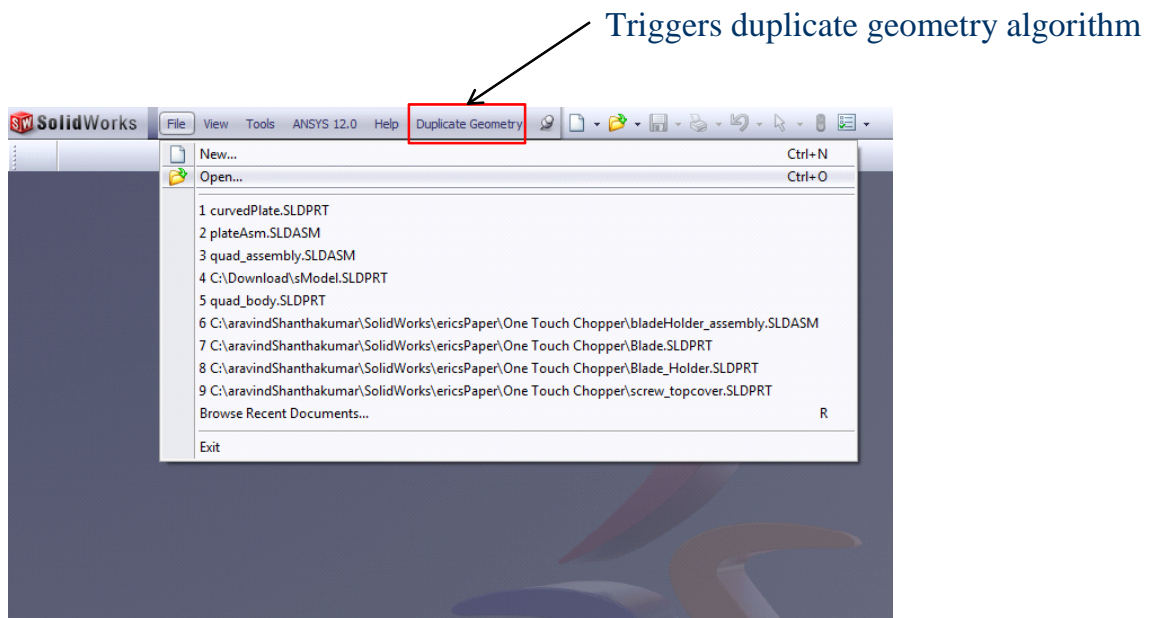 Triggers duplicate geometry algorithm
SW SolidWorks File View Tools ANSYS 12.0 Help Duplicate Geometry
New... Ctrl+N
Open... Ctrl+O
1 curvedPlate.SLDPRT
2 plateAsm.SLDASM
3 quad_assembly.SLDASM
4 C:\Download\sModel.SLDPRT
5 quad_body.SLDPRT
6 C:\aravindShanthakumar\SolidWorks\ericsPaper\One Touch Chopper\bladeHolder_assembly.SLDASM
7 C:\aravindShanthakumar\SolidWorks\ericsPaper\One Touch Chopper\Blade.SLDPRT
8 C:\aravindShanthakumar\SolidWorks\ericsPaper\One Touch Chopper\Blade_Holder.SLDPRT
9 C:\aravindShanthakumar\SolidWorks\ericsPaper\One Touch Chopper\screw_topcover.SLDPRT
Browse Recent Documents... R
Exit